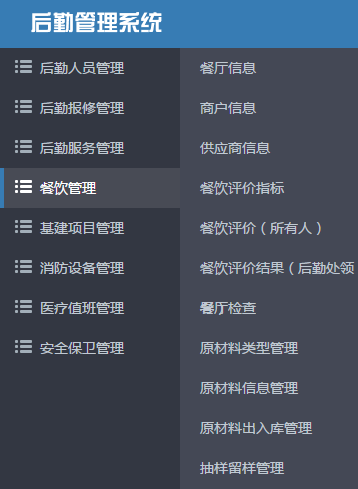 后勤管理系统
后勤人员管理
后勤报修管理
后勤服务管理
餐饮管理
基建项目管理
消防设备管理
医疗值班管理
安全保卫管理
餐厅信息
商户信息
供应商信息
餐饮评价指标
餐饮评价（所有人）
餐饮评价结果（后勤处领
餐厅检查
原材料类型管理
原材料信息管理
原材料出入库管理
抽样留样管理